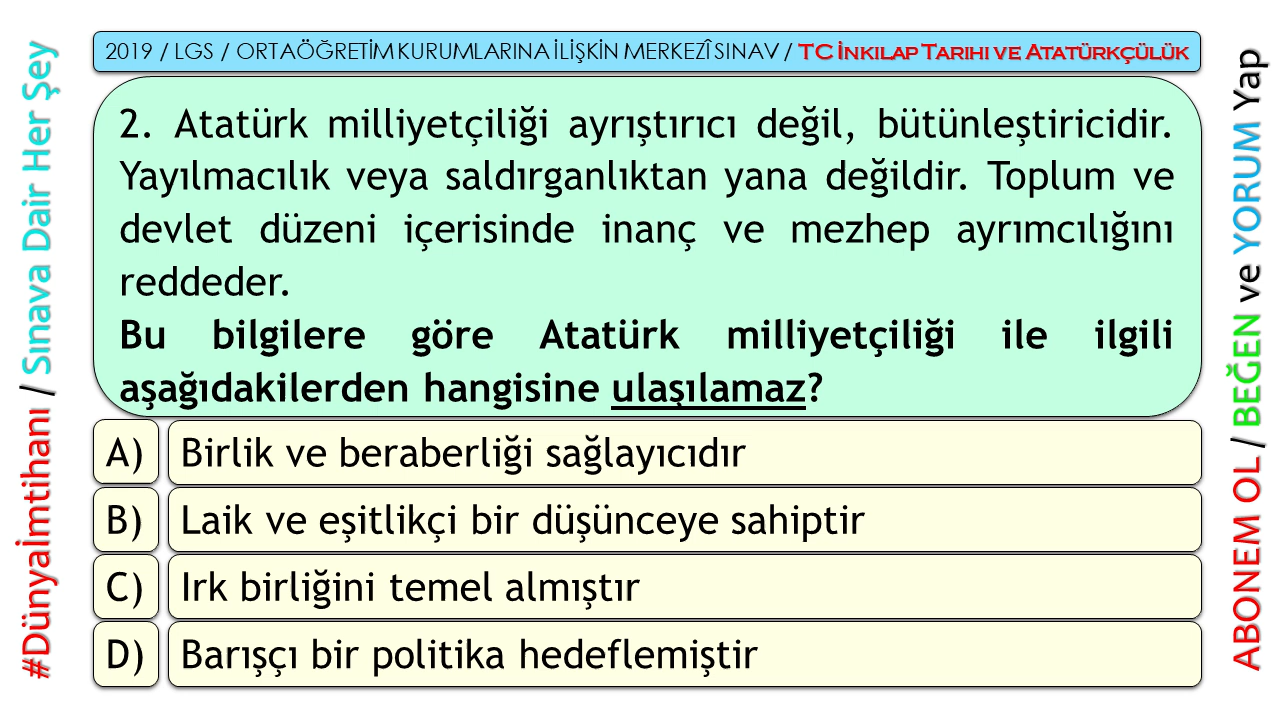 2019 / LGS / ORTAÖĞRETİM KURUMLARINA İLİŞKİN MERKEZÎ SINAV / TC İNKILAP TARIHI VE ATATÜRKÇÜLÜK
2. Atatürk milliyetçiliği ayrıştırıcı değil, bütünleştiricidir.
Yayılmacılık veya saldırganlıktan yana değildir. Toplum ve
devlet düzeni içerisinde inanç ve mezhep ayrımcılığını
reddeder.
Bu bilgilere göre Atatürk milliyetçiliği ile ilgili
aşağıdakilerden hangisine ulaşılamaz?
A) Birlik ve beraberliği sağlayıcıdır
B) Laik ve eşitlikçi bir düşünceye sahiptir
C) Irk birliğini temel almıştır
D) Barışçı bir politika hedeflemiştir
#Dünyaİmtihanı / Sınava Dair Her Şey
ABONEM OL / BEĞEN ve YORUM Yap